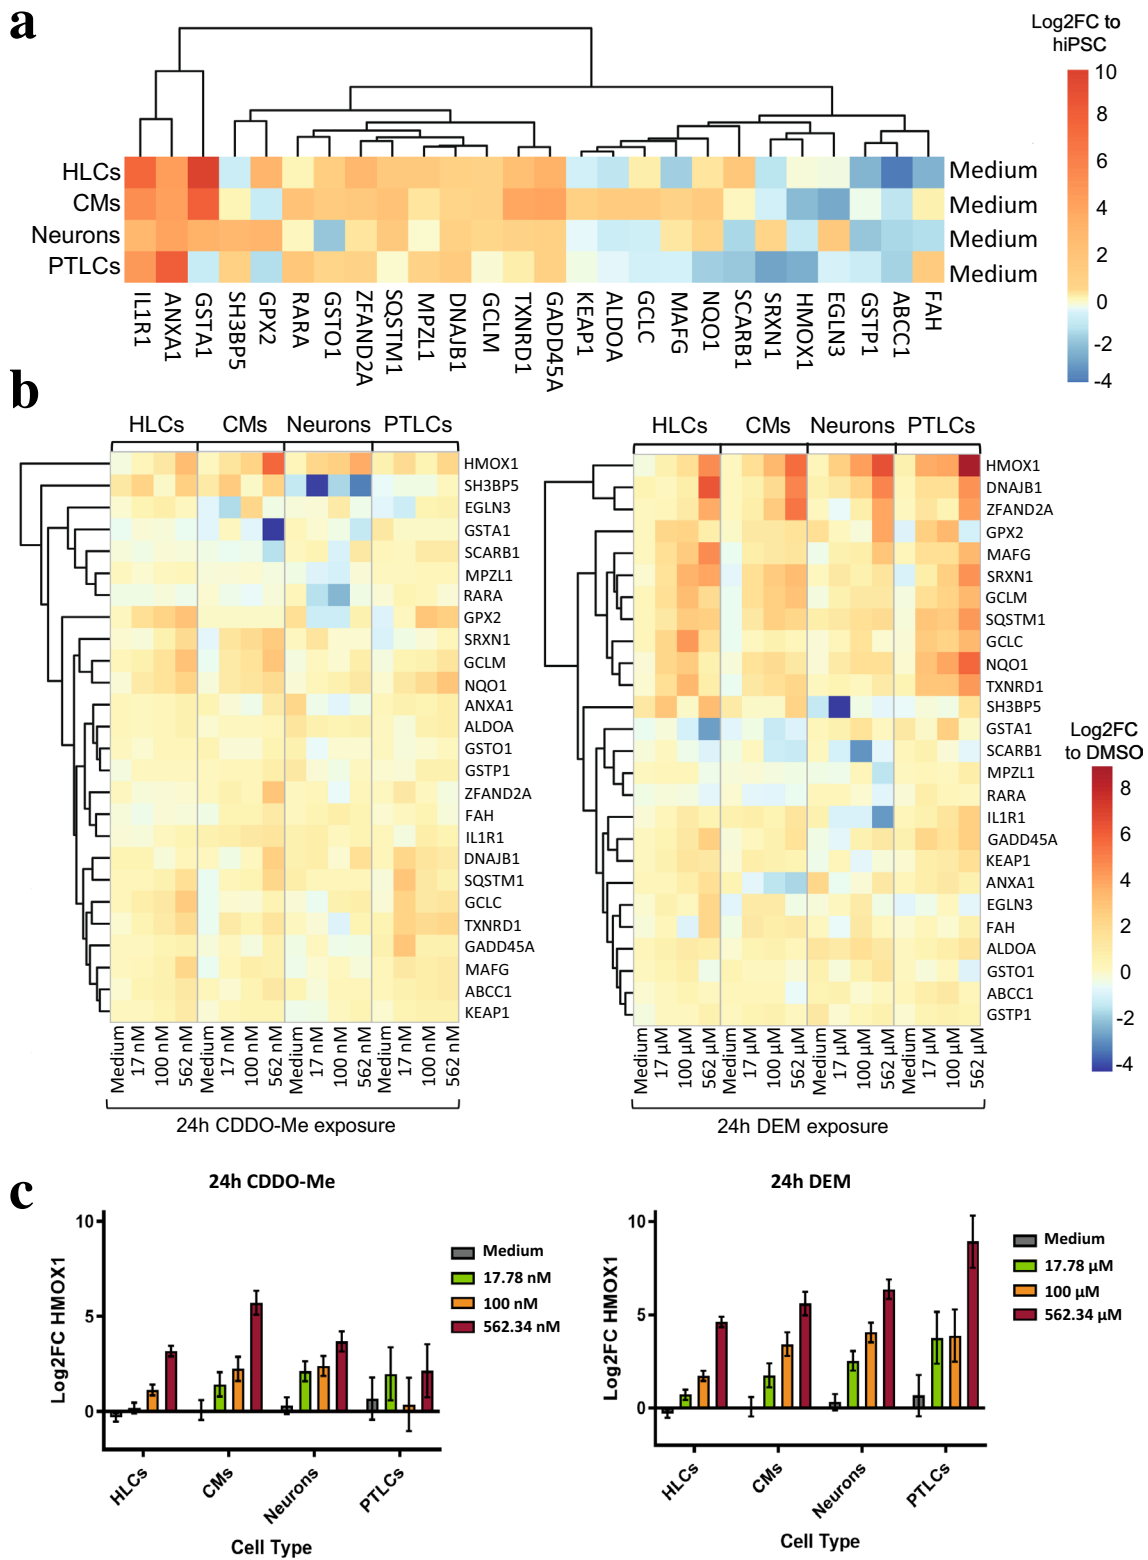 a
Log2FC to
hiPSC
10
8
6
4
2
0
-2
-4
HLCs Medium
CMs Medium
Neurons Medium
PTLCs Medium
IL1R1 ANXA1 GSTA1 SH3BP5 GPX2 RARA GSTO1 ZFAND2A SQSTM1 MPZL1 DNAJB1 GCLM TXNRD1 GADD45A KEAP1 ALDOA GCLC MAFG NQO1 SCARB1 SRXN1 HMOX1 EGLN3 GSTP1 ABCC1 FAH
b
HLCs CMs Neurons PTLCs
HMOX1
SH3BP5
EGLN3
GSTA1
SCARB1
MPZL1
RARA
GPX2
SRXN1
GCLM
NQO1
ANXA1
ALDOA
GSTO1
GSTP1
ZFAND2A
FAH
IL1R1
DNAJB1
SQSTM1
GCLC
TXNRD1
GADD45A
MAFG
ABCC1
KEAP1
Medium 17 nM 100 nM 562 nM Medium 17 nM 100 nM 562 nM Medium 17 nM 100 nM 562 nM Medium 17 nM 100 nM 562 nM
24h CDDO-Me exposure
HLCs CMs Neurons PTLCs
HMOX1
DNAJB1
ZFAND2A
GPX2
MAFG
SRXN1
GCLM
SQSTM1
GCLC
NQO1
TXNRD1
SH3BP5
GSTA1
SCARB1
MPZL1
RARA
IL1R1
GADD45A
KEAP1
ANXA1
EGLN3
FAH
ALDOA
GSTO1
ABCC1
GSTP1
Medium 17 µM 100 µM 562 µM Medium 17 µM 100 µM 562 µM Medium 17 µM 100 µM 562 µM Medium 17 µM 100 µM 562 µM
24h DEM exposure
Log2FC
to DMSO
8
6
4
2
0
-2
-4
c
24h CDDO-Me
Log2FC HMOX1
10
5
0
HLCs CMs Neurons PTLCs
Cell Type
Medium
17.78 nM
100 nM
562.34 nM
24h DEM
Log2FC HMOX1
10
5
0
HLCs CMs Neurons PTLCs
Cell Type
Medium
17.78 µM
100 µM
562.34 µM